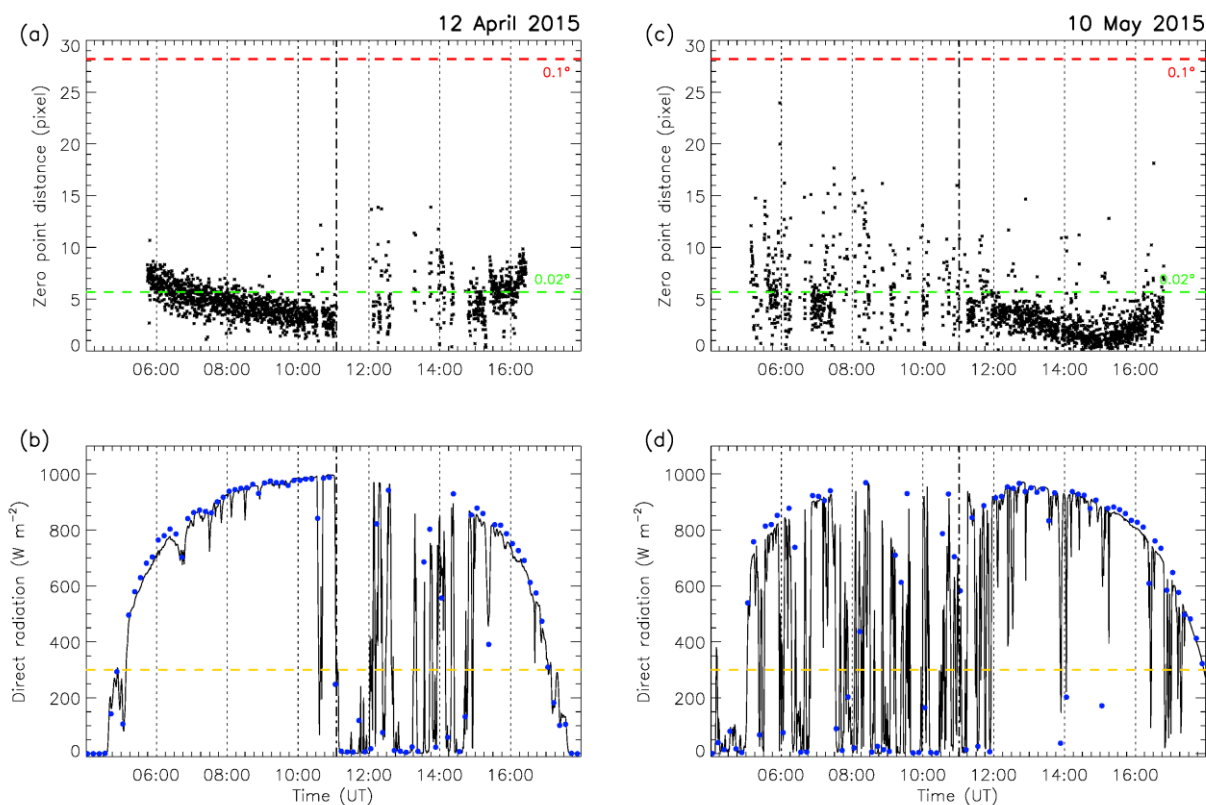 12 April 2015
(a)
30
25
20
15
10
5
0
Zero point distance (pixel)
0.1°
0.02°
06:00 08:00 10:00 12:00 14:00 16:00
10 May 2015
(c)
30
25
20
15
10
5
0
Zero point distance (pixel)
0.1°
0.02°
06:00 08:00 10:00 12:00 14:00 16:00
(b)
1000
800
600
400
200
0
Direct radiation (W m⁻²)
06:00 08:00 10:00 12:00 14:00 16:00
Time (UT)
(d)
1000
800
600
400
200
0
Direct radiation (W m⁻²)
06:00 08:00 10:00 12:00 14:00 16:00
Time (UT)